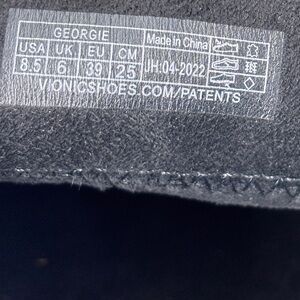 GEORGIE
USA UK EU CM
8.5 6 39 25
Made in China
JH:04-2022
VIONICSHOES.COM/PATENTS